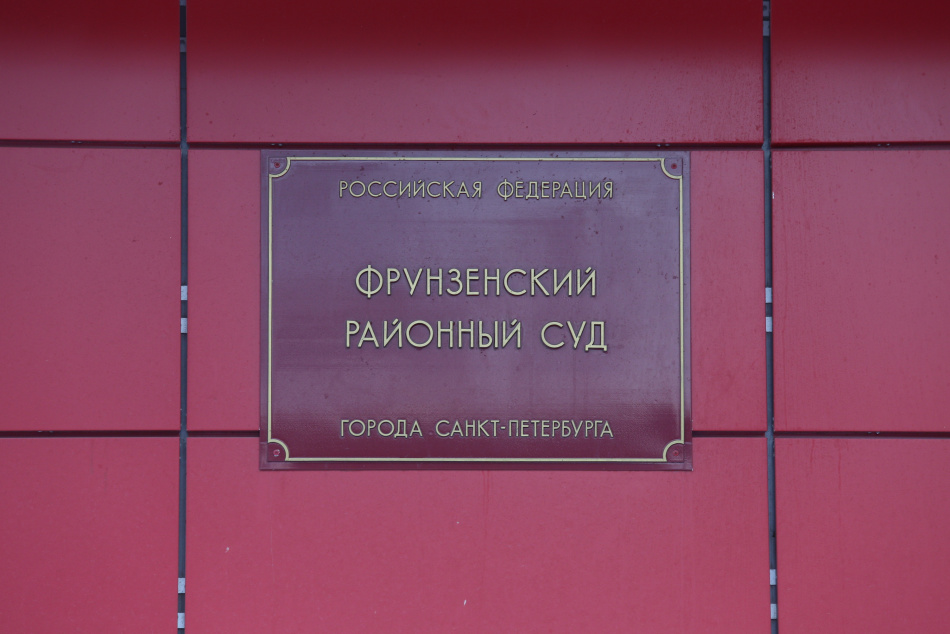 РОССИЙСКАЯ ФЕДЕРАЦИЯ
ФРУНЗЕНСКИЙ
РАЙОННЫЙ СУД
ГОРОДА САНКТ-ПЕТЕРБУРГА